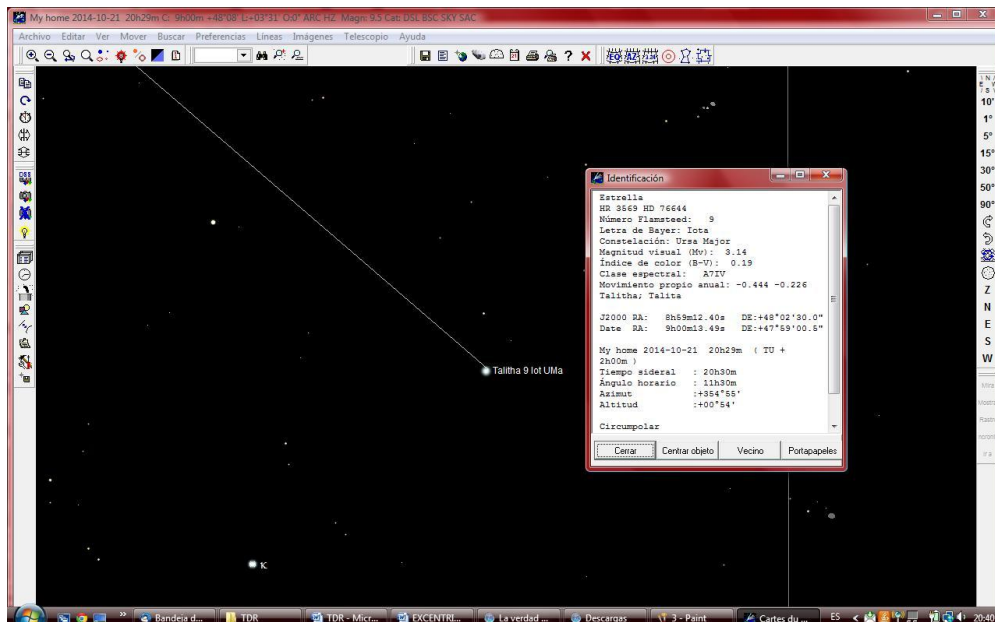 My home 2014-10-21 20h29m C: 9h00m +48°08' L:+03°31' O:0° ARC HZ Magn: 9.5 Cat: DSL BSC SKY SAC
Archivo Editar Ver Mover Buscar Preferencias Líneas Imágenes Telescopio Ayuda
EQ AZ
10'
1°
5°
15°
30°
50°
90°
Z
N
E
S
W
DSS
Identificación
Estrella
HR 3569 HD 76644
Número Flamsteed: 9
Letra de Bayer: Iota
Constelación: Ursa Major
Magnitud visual (Mv): 3.14
Índice de color (B-V): 0.19
Clase espectral: A7IV
Movimiento propio anual: -0.444 -0.226
Talitha; Talita
J2000 RA: 8h59m12.40s DE:+48°02'30.0"
Date RA: 9h00m13.49s DE:+47°59'00.5"
My home 2014-10-21 20h29m ( TU +
2h00m )
Tiempo sideral : 20h30m
Ángulo horario : 11h30m
Azimut :+354°55'
Altitud :+00°54'
Circumpolar
Cerrar Centrar objeto Vecino Portapapeles
Talitha 9 Iot UMa
κ
Bandeja d... TDR TDR - Micr... EXCENTRI... La verdad ... Descargas 3 - Paint Cartes du ... ES 20:40